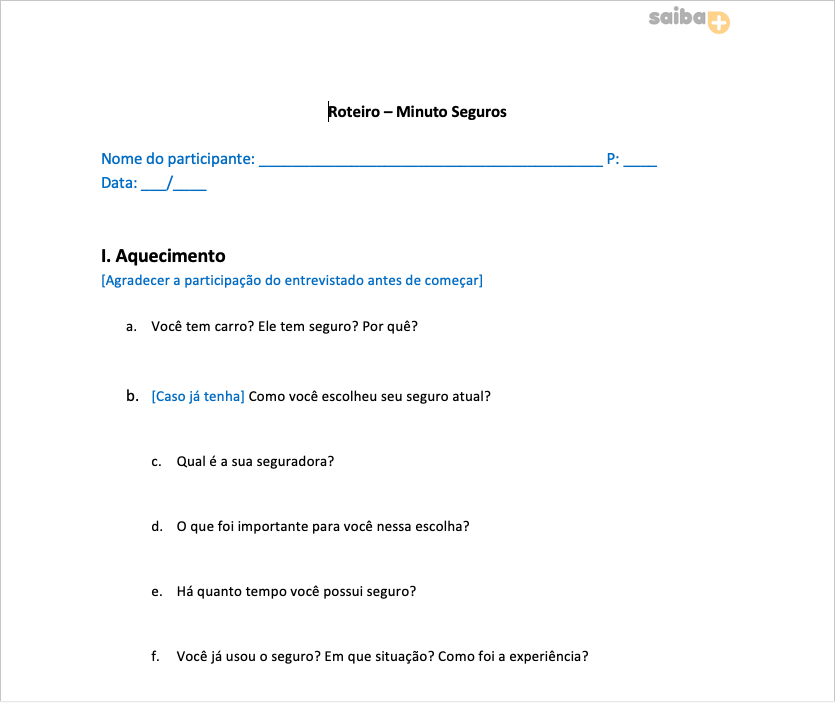 saiba+
Roteiro – Minuto Seguros
Nome do participante: __________________________________________ P: ____
Data: ___/____
I. Aquecimento
[Agradecer a participação do entrevistado antes de começar]
a. Você tem carro? Ele tem seguro? Por quê?
b. [Caso já tenha] Como você escolheu seu seguro atual?
c. Qual é a sua seguradora?
d. O que foi importante para você nessa escolha?
e. Há quanto tempo você possui seguro?
f. Você já usou o seguro? Em que situação? Como foi a experiência?